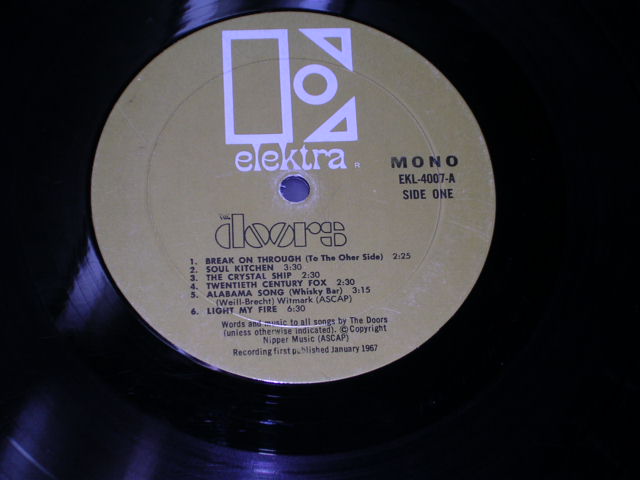 elektra R
MONO
EKL-4007-A
SIDE ONE
THE
doors
1. BREAK ON THROUGH (To The Oher Side) 2:25
2. SOUL KITCHEN 3:30
3. THE CRYSTAL SHIP 2:30
4. TWENTIETH CENTURY FOX 2:30
5. ALABAMA SONG (Whisky Bar) 3:15
(Weill-Brecht) Witmark (ASCAP)
6. LIGHT MY FIRE 6:30
Words and music to all songs by The Doors
(unless otherwise indicated). © Copyright
Nipper Music (ASCAP)
Recording first published January 1967